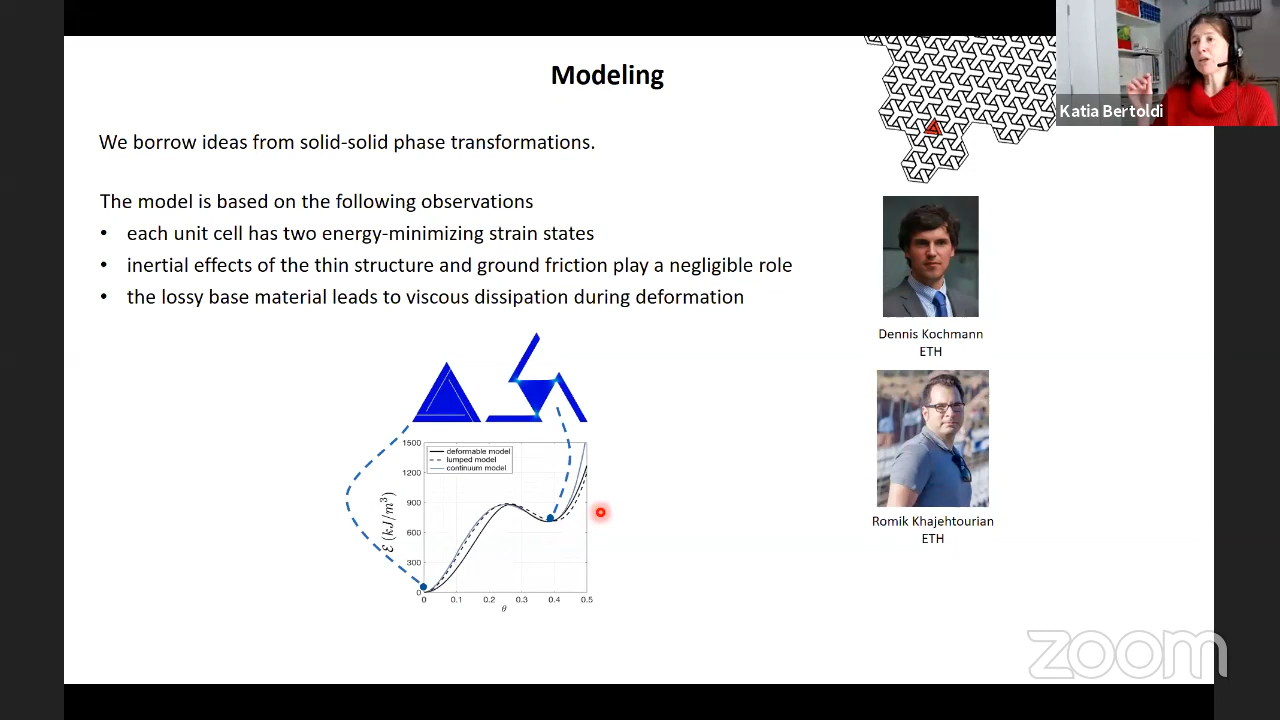 Modeling
Katia Bertoldi
We borrow ideas from solid-solid phase transformations.
The model is based on the following observations
• each unit cell has two energy-minimizing strain states
• inertial effects of the thin structure and ground friction play a negligible role
• the lossy base material leads to viscous dissipation during deformation
Dennis Kochmann
ETH
Romik Khajehtourian
ETH
1500
1200
900
600
300
0
deformable model
lumped model
continuum model
ℰ (kJ/m³)
0 0.1 0.2 0.3 0.4 0.5
θ
zoom